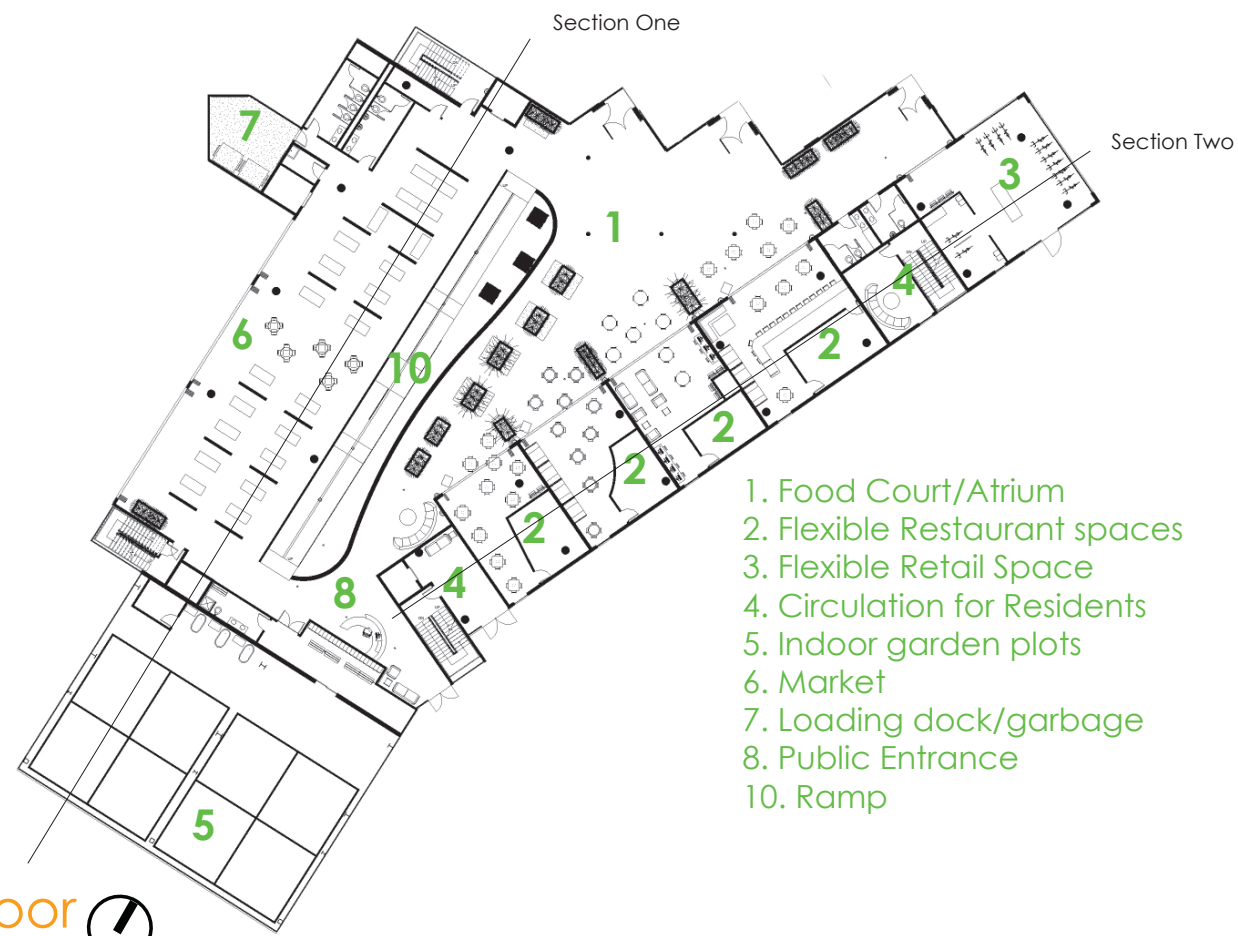 Section One
Section Two
7
3
1
4
6
10
2
2
2
2
4
8
5
1. Food Court/Atrium
2. Flexible Restaurant spaces
3. Flexible Retail Space
4. Circulation for Residents
5. Indoor garden plots
6. Market
7. Loading dock/garbage
8. Public Entrance
10. Ramp
oor